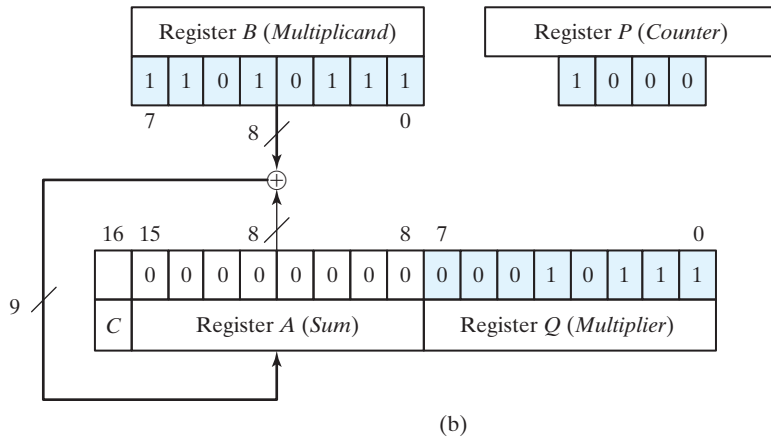 Register B (Multiplicand)
Register P (Counter)
1 1 0 1 0 1 1 1
1 0 0 0
7 8 0
16 15 8 8 7 0
0 0 0 0 0 0 0 0 0 0 0 1 0 1 1 1
9
C Register A (Sum) Register Q (Multiplier)
(b)